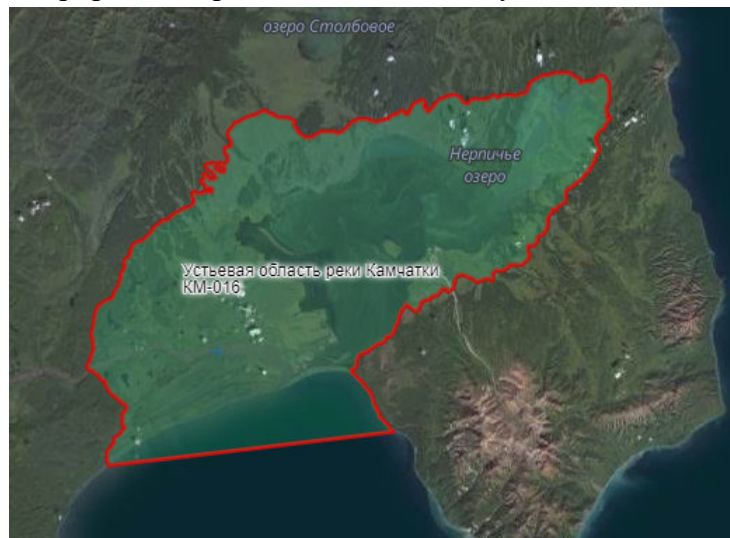 озеро Столбовое
Нерпичье
озеро
Устьевая область реки Камчатки
КМ-016